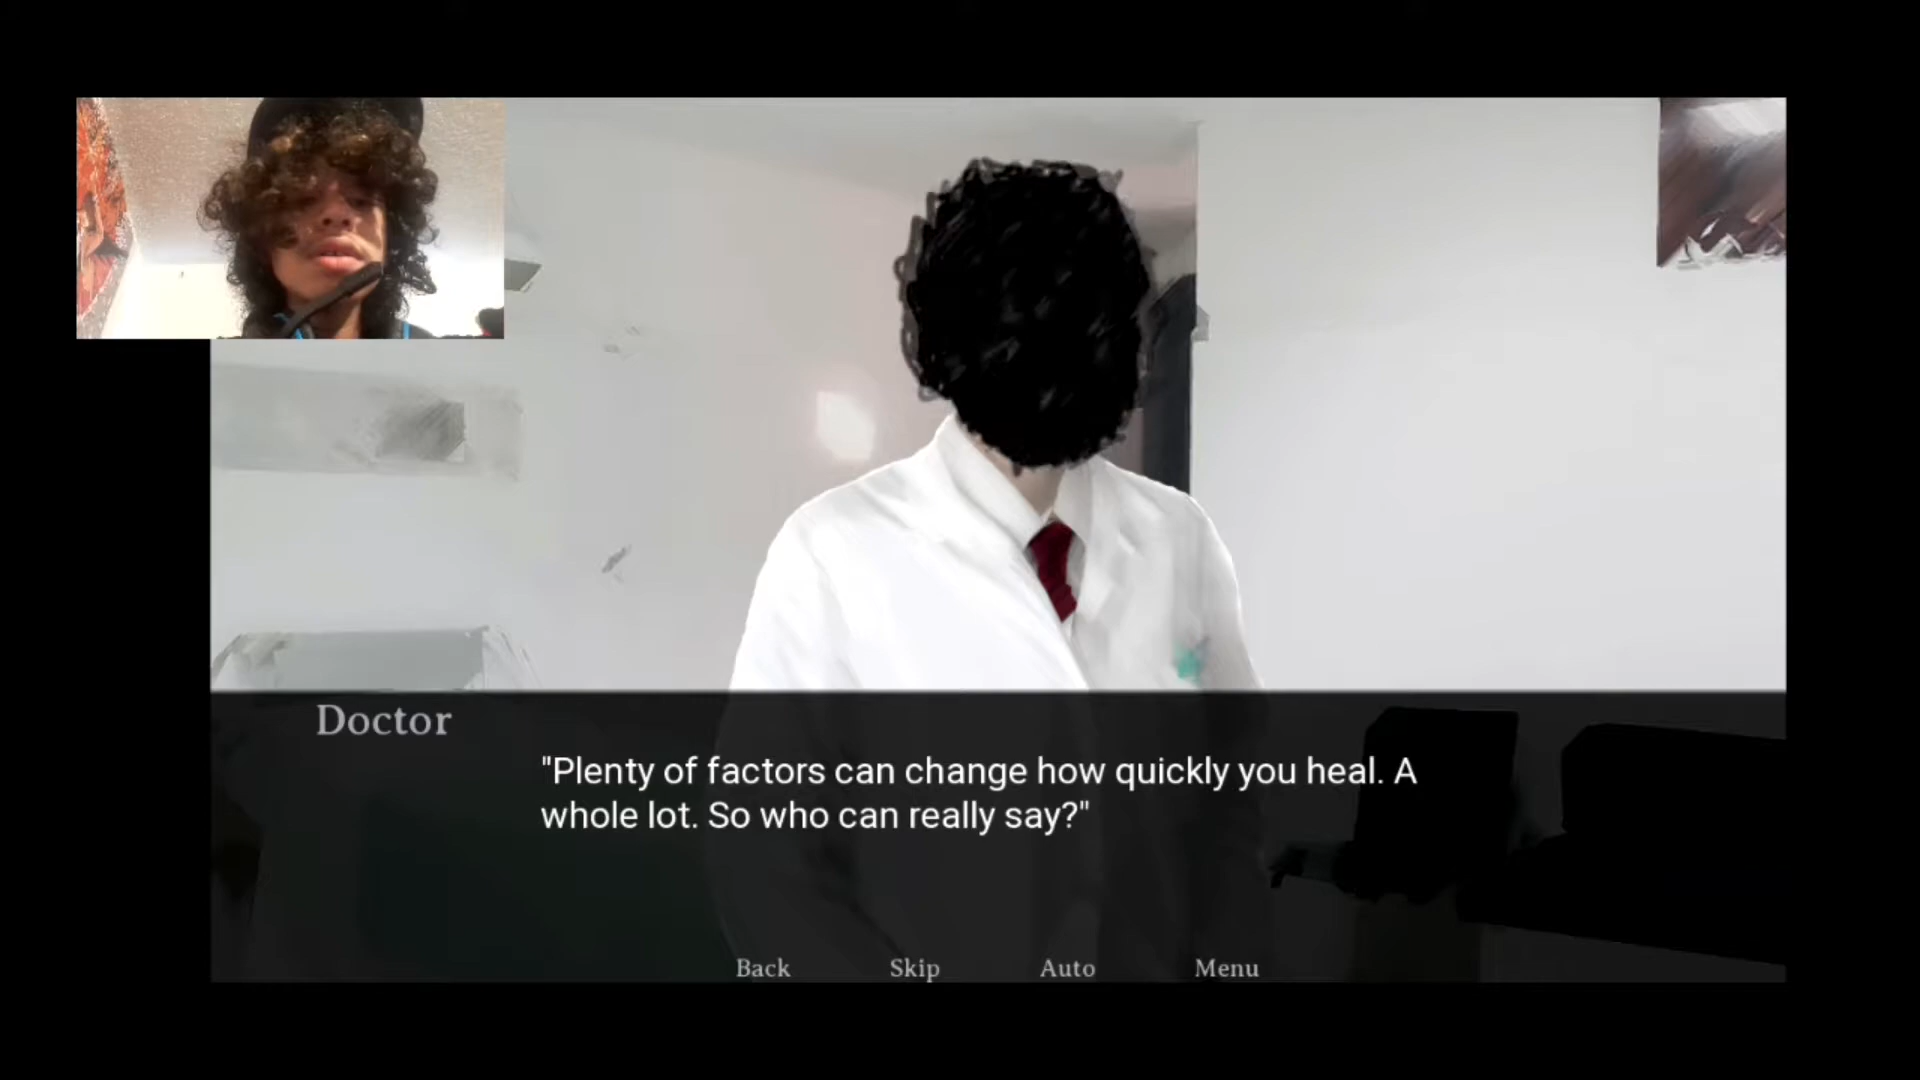 Doctor
"Plenty of factors can change how quickly you heal. A
whole lot. So who can really say?"
Back Skip Auto Menu